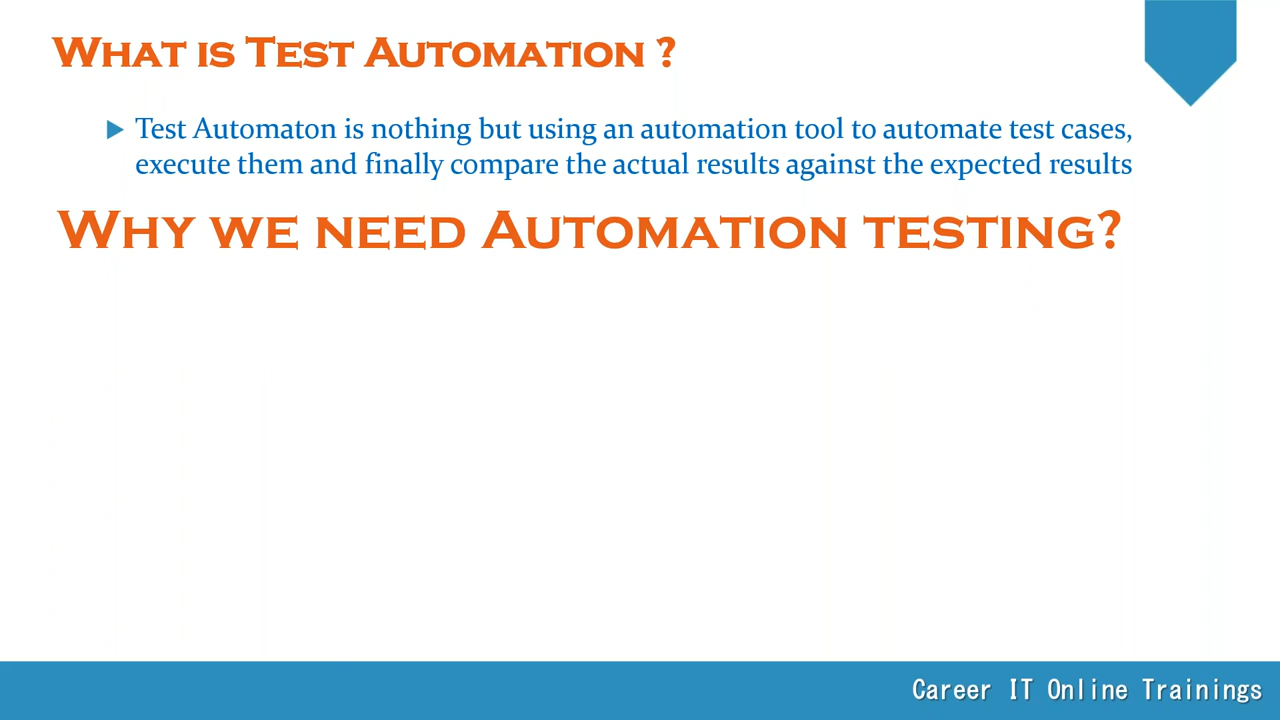 What is Test Automation ?
Test Automaton is nothing but using an automation tool to automate test cases,
execute them and finally compare the actual results against the expected results
Why we need Automation testing?
Career IT Online Trainings